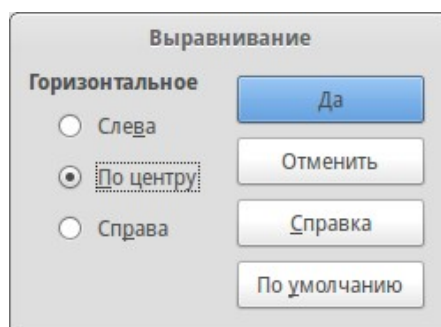 Выравнивание
Горизонтальное
Слева
По центру
Справа
Да
Отменить
Справка
По умолчанию